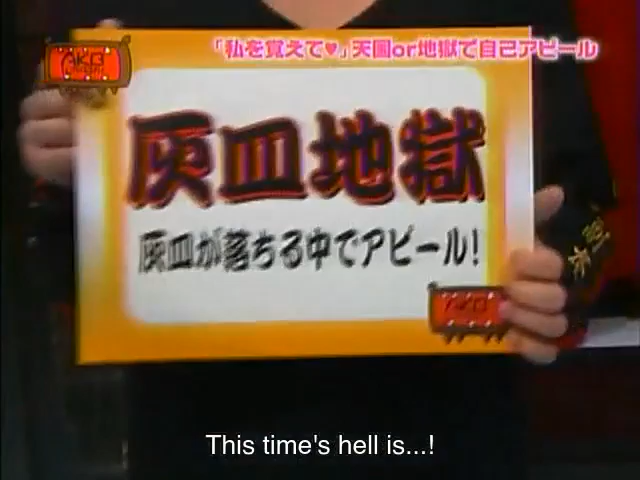 「私を覚えて♥」天国or地獄で自己アピール
灰皿地獄
灰皿が落ちる中でアピール!
This time's hell is...!